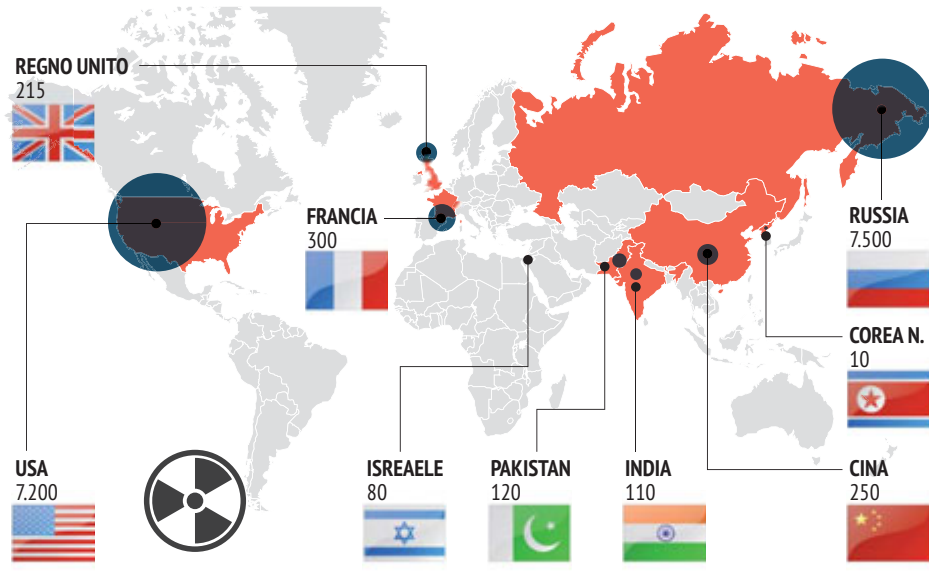 REGNO UNITO
215
FRANCIA
300
RUSSIA
7.500
COREA N.
10
USA
7.200
ISREAELE
80
PAKISTAN
120
INDIA
110
CINA
250